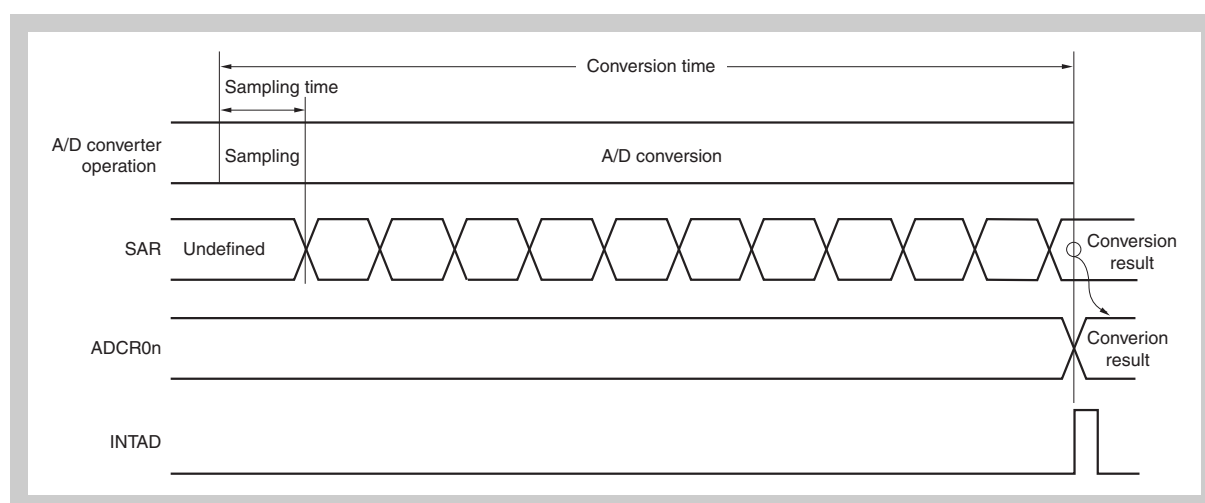 Conversion time
Sampling time
A/D converter
operation
Sampling
A/D conversion
SAR
Undefined
Conversion
result
ADCR0n
Converion
result
INTAD